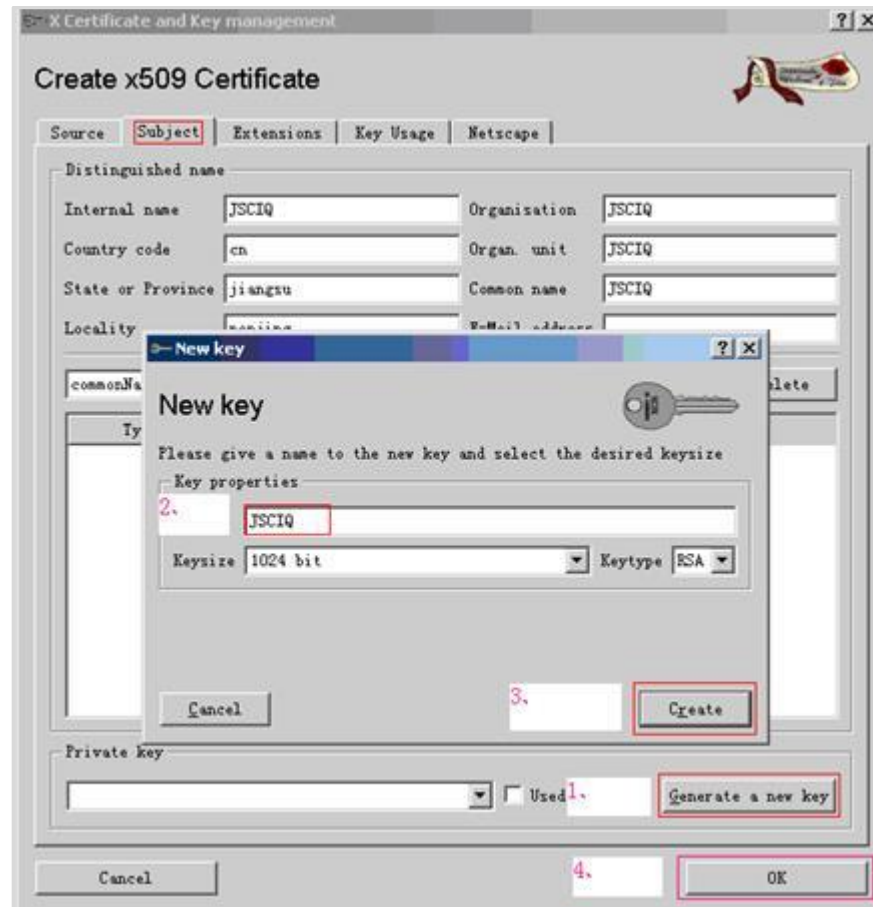 X Certificate and Key management
Create x509 Certificate
Source Subject Extensions Key Usage Netscape
Distinguished name
Internal name JSCIQ Organisation JSCIQ
Country code cn Organ. unit JSCIQ
State or Province jiangsu Common name JSCIQ
Locality
New key
New key
Please give a name to the new key and select the desired keysize
Key properties
2、 JSCIQ
Keysize 1024 bit Keytype RSA
Cancel 3、 Create
Private key
Used 1、 Generate a new key
Cancel 4、 OK